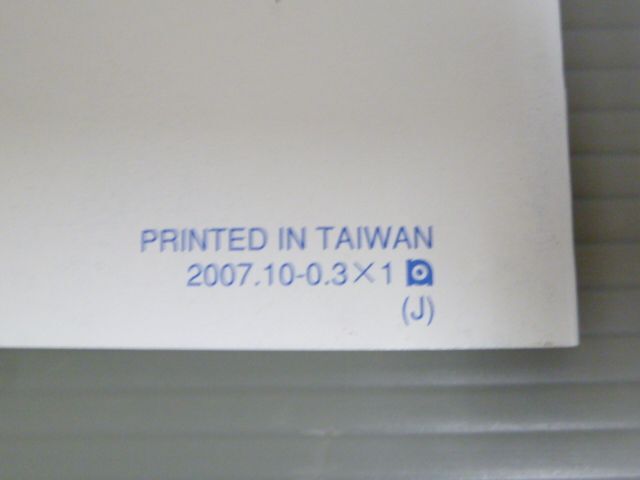 PRINTED IN TAIWAN
2007.10-0.3×1
(J)